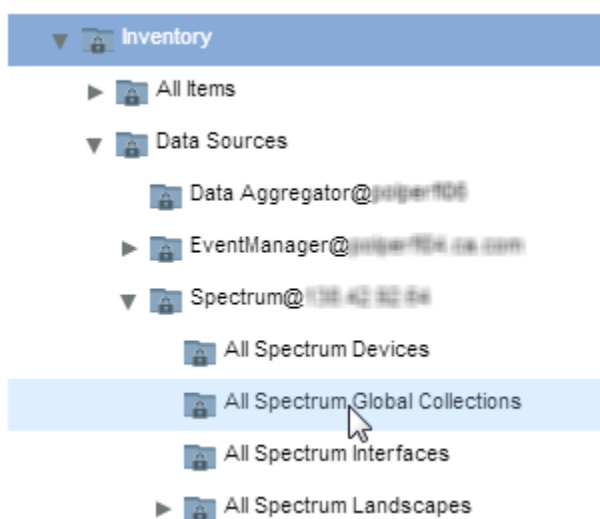 Inventory
All Items
Data Sources
Data Aggregator@
EventManager@
Spectrum@
All Spectrum Devices
All Spectrum Global Collections
All Spectrum Interfaces
All Spectrum Landscapes